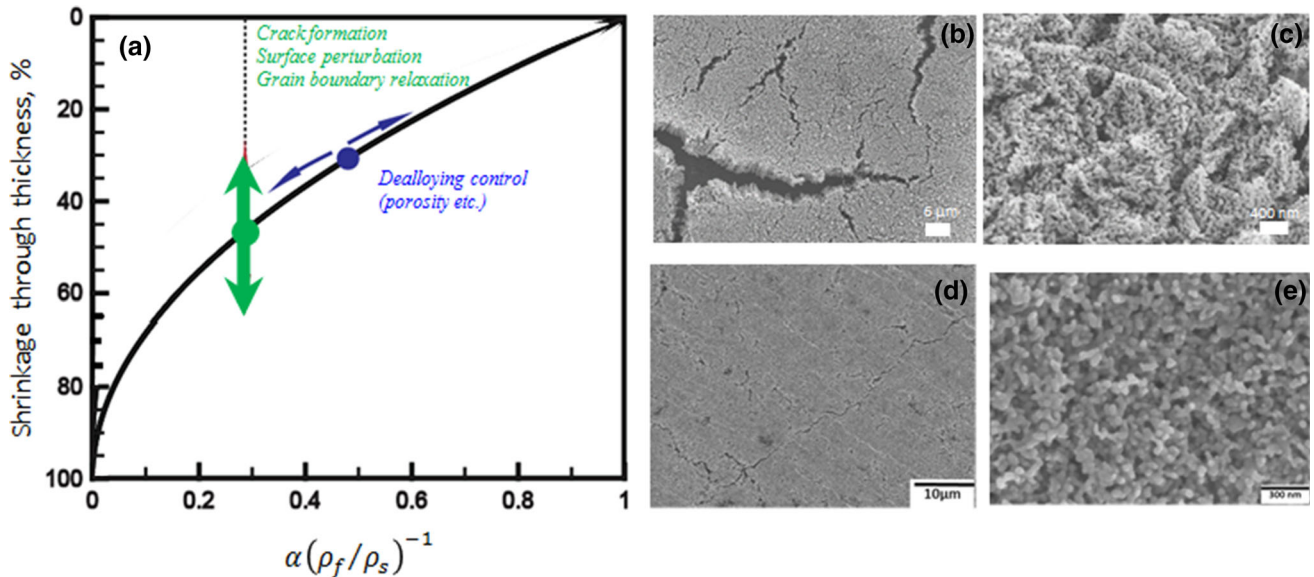 (a)
Crack formation
Surface perturbation
Grain boundary relaxation
Dealloying control
(porosity etc.)
Shrinkage through thickness, %
0
20
40
60
80
100
0
0.2
0.4
0.6
0.8
1
α(ρf/ρs)⁻¹
(b)
6 µm
(c)
400 nm
(d)
10µm
(e)
300 nm